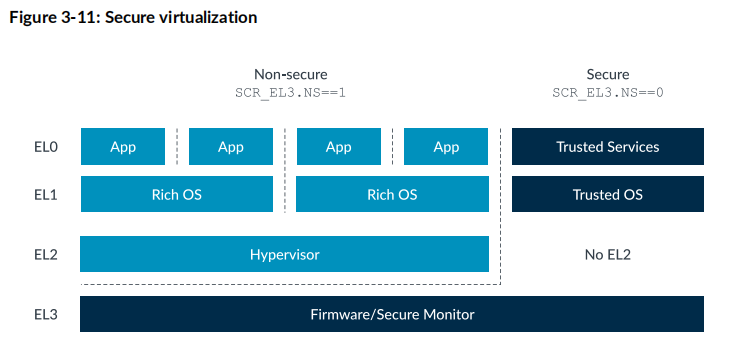 Figure 3-11: Secure virtualization
Non-secure Secure
SCR_EL3.NS==1 SCR_EL3.NS==0
EL0 App App App App Trusted Services
EL1 Rich OS Rich OS Trusted OS
EL2 Hypervisor No EL2
EL3 Firmware/Secure Monitor